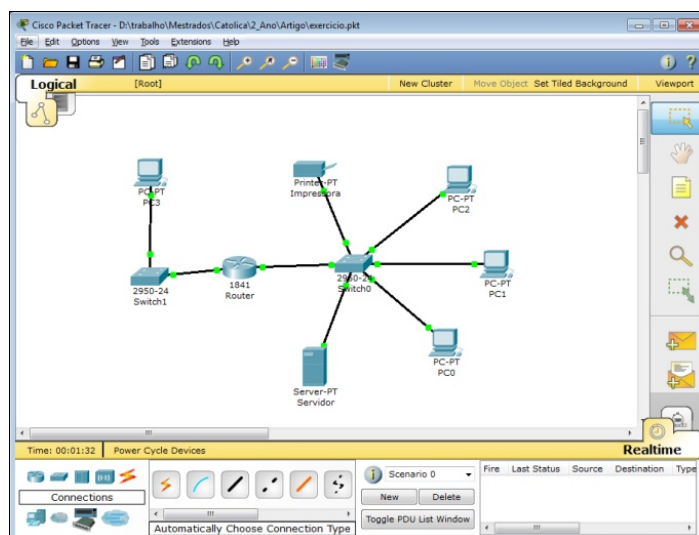 Cisco Packet Tracer - D:\trabalho\Mestrados\Catolica\2_Ano\Artigo\exercicio.pkt
File Edit Options View Tools Extensions Help
Logical [Root] New Cluster Move Object Set Tiled Background Viewport
PC-PT
PC3
Printer-PT
Impressora
PC-PT
PC2
2950-24
Switch1
1841
Router
2950-24
Switch0
PC-PT
PC1
PC-PT
PC0
Server-PT
Servidor
Time: 00:01:32 Power Cycle Devices Realtime
Connections
Automatically Choose Connection Type
Scenario 0
New Delete
Toggle PDU List Window
Fire Last Status Source Destination Type